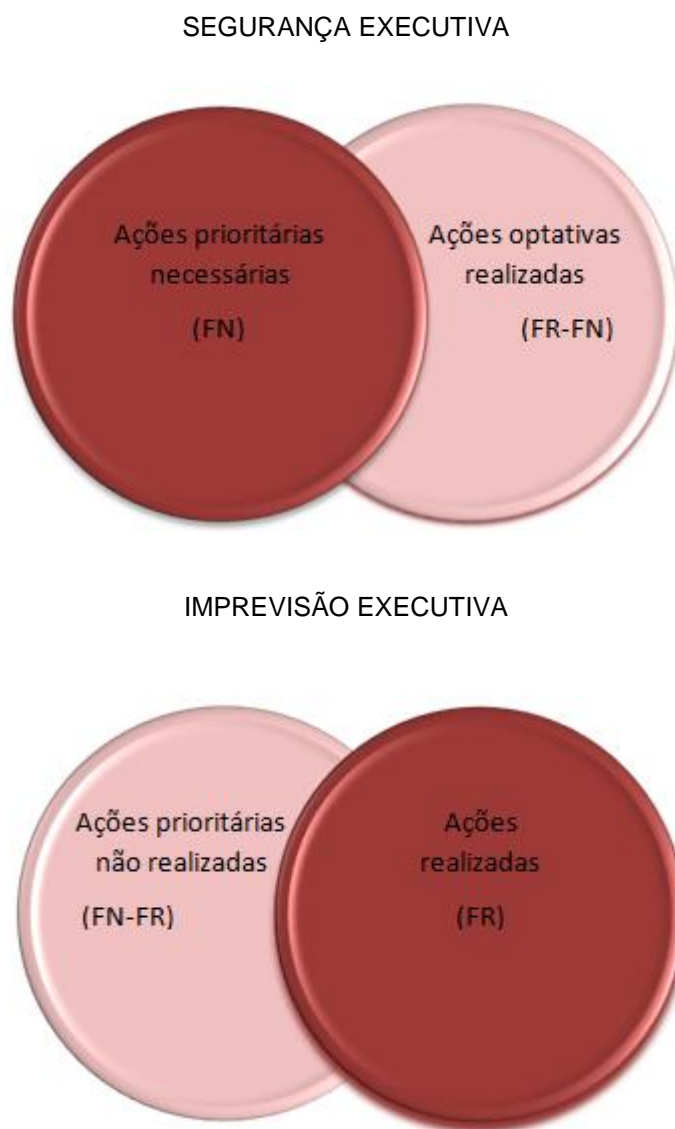 SEGURANÇA EXECUTIVA
Ações prioritárias
necessárias
(FN)
Ações optativas
realizadas
(FR-FN)
IMPREVISÃO EXECUTIVA
Ações prioritárias
não realizadas
(FN-FR)
Ações
realizadas
(FR)